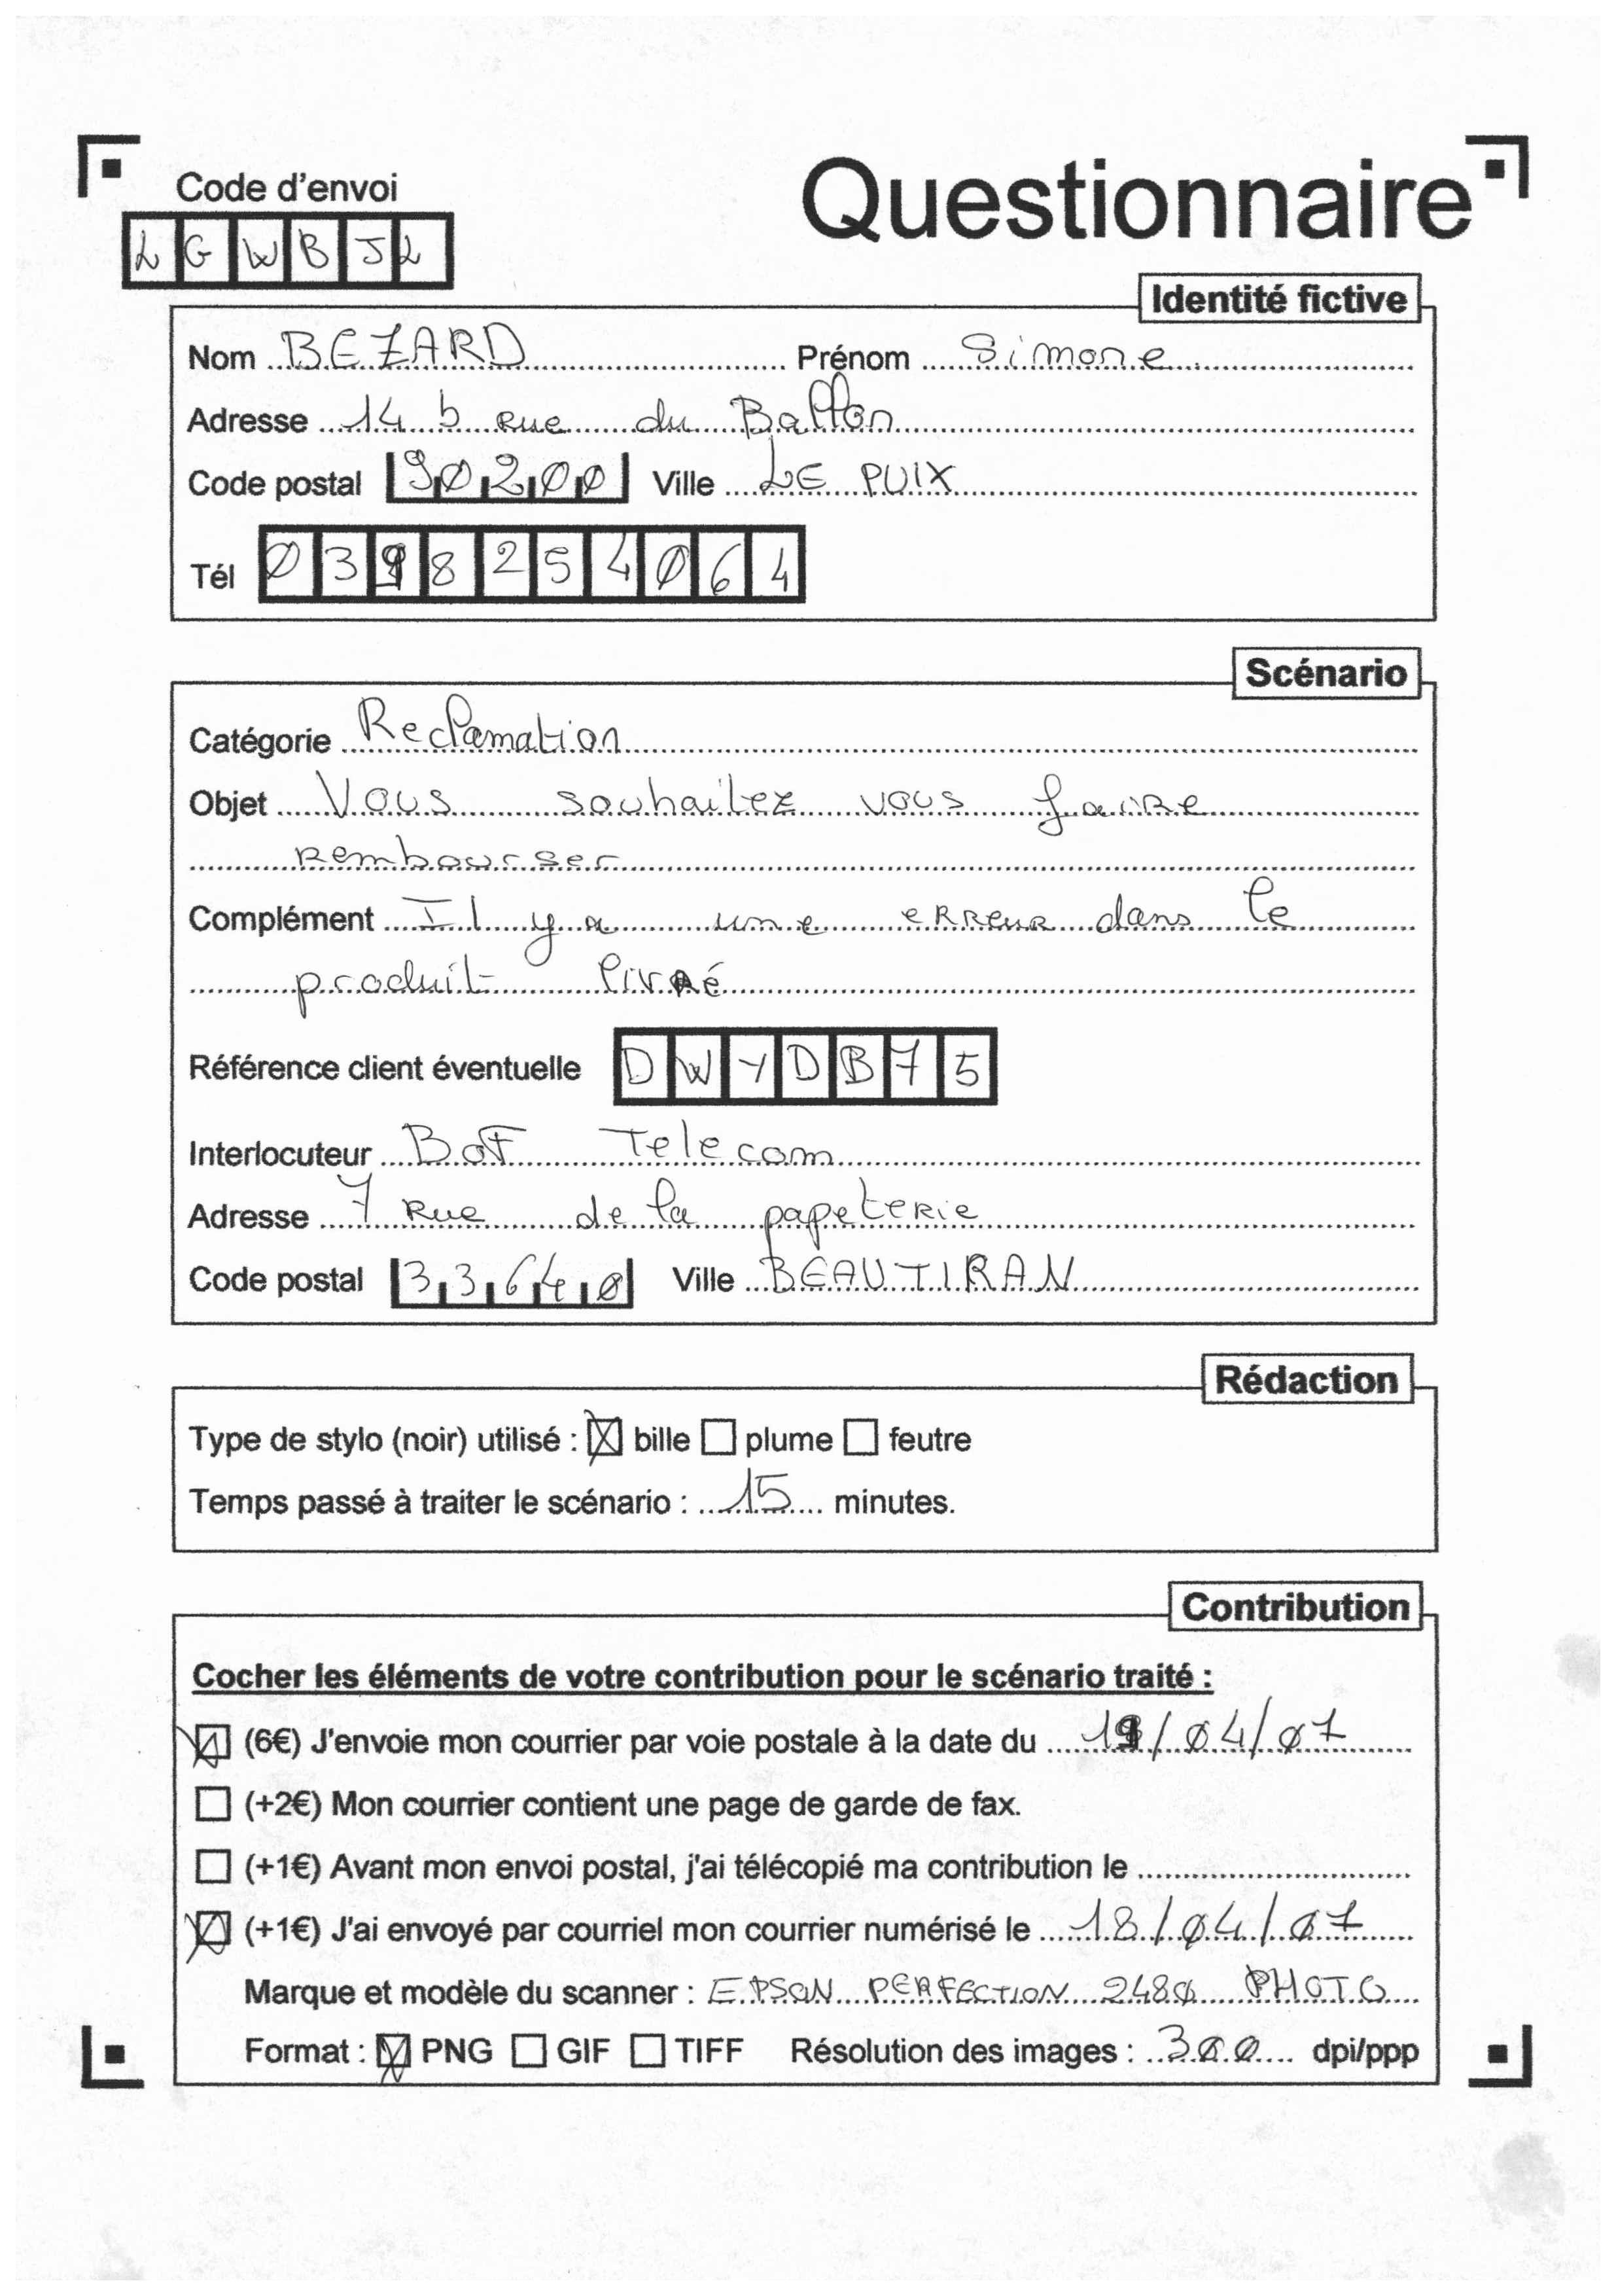 Code d'envoi
Questionnaire
LGWBJL
Identité fictive
Nom BEZARD Prénom Simone
Adresse 14 b Rue du Ballon
Code postal 90200 Ville LE PUIX
Tél 0398254064
Scénario
Catégorie Reclamation
Objet Vous souhaitez vous faire
rembourser
Complément Il y a une erreur dans le
produit livré
Référence client éventuelle DWYDB75
Interlocuteur BoF Telecom
Adresse 7 Rue de la papeterie
Code postal 33640 Ville BEAUTIRAN
Rédaction
Type de stylo (noir) utilisé : ☒ bille ☐ plume ☐ feutre
Temps passé à traiter le scénario : 15 minutes.
Contribution
Cocher les éléments de votre contribution pour le scénario traité :
☒ (6€) J'envoie mon courrier par voie postale à la date du /04/07
☐ (+2€) Mon courrier contient une page de garde de fax.
☐ (+1€) Avant mon envoi postal, j'ai télécopié ma contribution le
☒ (+1€) J'ai envoyé par courriel mon courrier numérisé le 18/04/07
Marque et modèle du scanner : EPSON PERFECTION 2480 PHOTO
Format : ☒ PNG ☐ GIF ☐ TIFF Résolution des images : 300 dpi/ppp